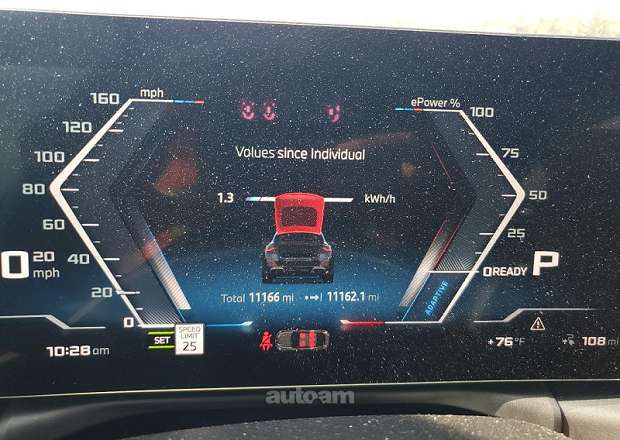 mph
ePower %
160
140
120
100
80
60
40
20
0
100
75
50
25
0 READY
Values since Individual
1.3
kWh/h
0
20
mph
P
ADAPTIVE
Total 11166 mi
11162.1 mi
SET
SPEED
LIMIT
25
10:28 am
+76°F
108 mi
autoam